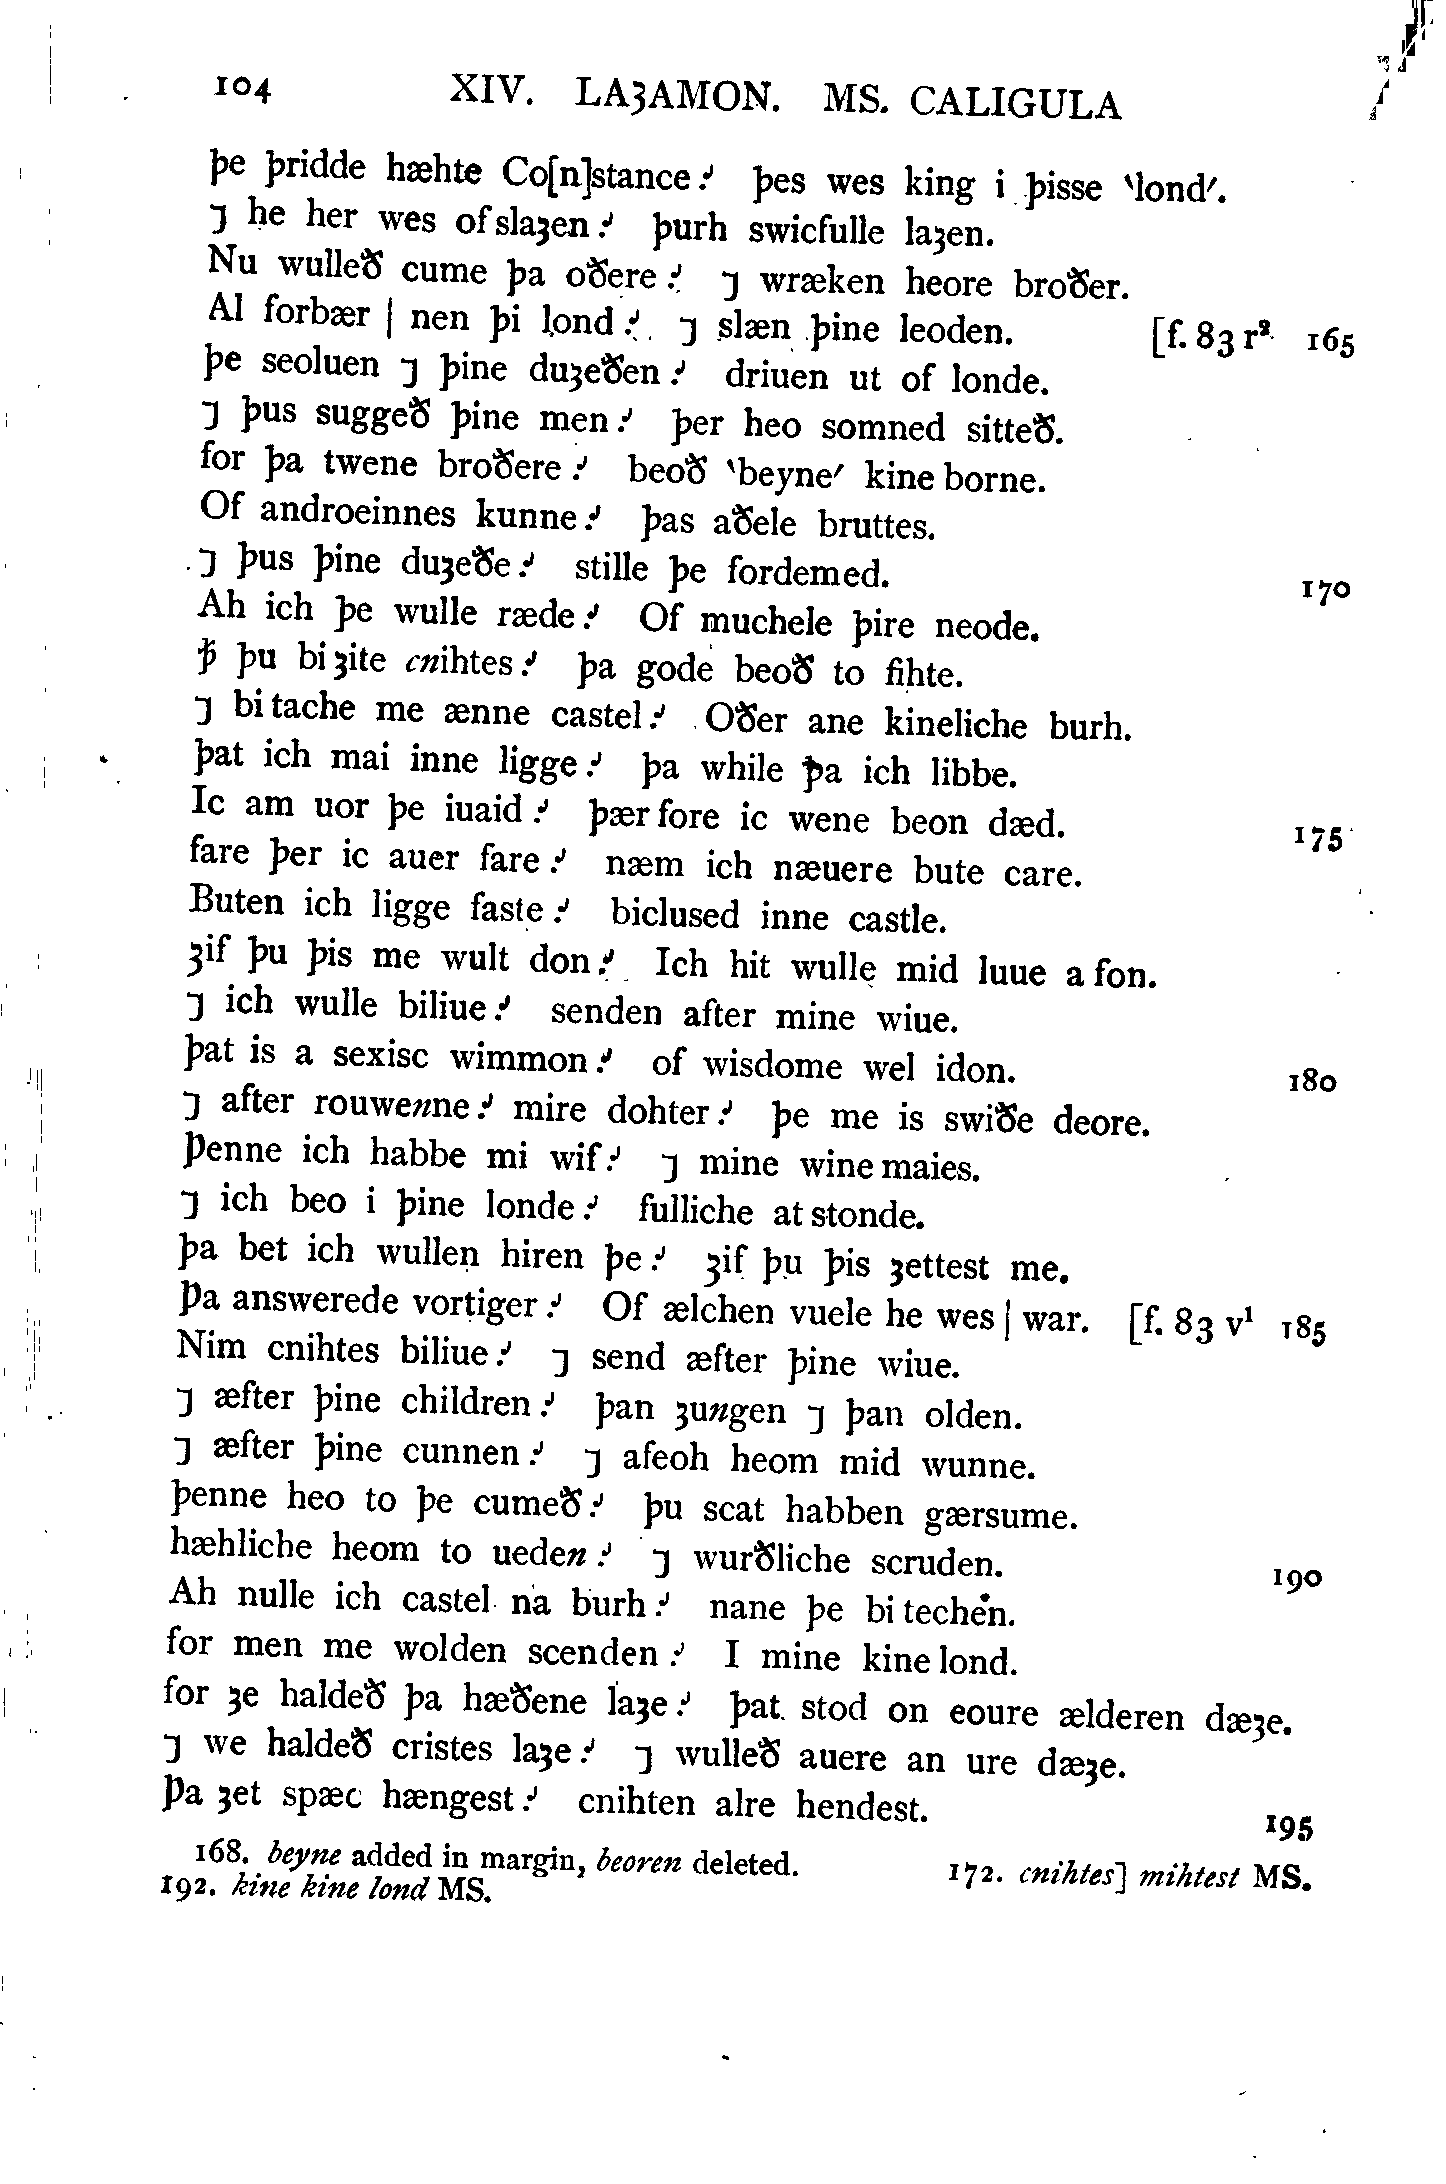 104 XIV. LAȜAMON. MS. CALIGULA
þe þridde hæhte Co[n]stance⹎ þes wes king i þisse ‵lond′.
⁊ he her wes of slaȝen⹎ þurh swicfulle laȝen.
Nu wulleð cume þa oðere⹎ ⁊ wræken heore broðer.
Al forbær | nen þi lond⹎ ⁊ slæn þine leoden. [f. 83 r² 165
þe seoluen ⁊ þine duȝeðen⹎ driuen ut of londe.
⁊ þus suggeð þine men⹎ þer heo somned sitteð.
for þa twene broðere⹎ beoð ‵beyne′ kine borne.
Of androeinnes kunne⹎ þas aðele bruttes.
⁊ þus þine duȝeðe⹎ stille þe fordemed. 170
Ah ich þe wulle ræde⹎ Of muchele þire neode.
ꝥ þu bi ȝite cnihtes⹎ þa gode beoð to fihte.
⁊ bi tache me ænne castel⹎ Oðer ane kineliche burh.
þat ich mai inne ligge⹎ þa while þa ich libbe.
Ic am uor þe iuaid⹎ þær fore ic wene beon dæd. 175
fare þer ic auer fare⹎ næm ich næuere bute care.
Buten ich ligge faste⹎ biclused inne castle.
ȝif þu þis me wult don⹎ Ich hit wulle mid luue a fon.
⁊ ich wulle biliue⹎ senden after mine wiue.
þat is a sexisc wimmon⹎ of wisdome wel idon. 180
⁊ after rouwenne⹎ mire dohter⹎ þe me is swiðe deore.
Þenne ich habbe mi wif⹎ ⁊ mine wine maies.
⁊ ich beo i þine londe⹎ fulliche at stonde.
þa bet ich wullen hiren þe⹎ ȝif þu þis ȝettest me.
Þa answerede vortiger⹎ Of ælchen vuele he wes | war. [f. 83 v¹ 185
Nim cnihtes biliue⹎ ⁊ send æfter þine wiue.
⁊ æfter þine children⹎ þan ȝungen ⁊ þan olden.
⁊ æfter þine cunnen⹎ ⁊ afeoh heom mid wunne.
þenne heo to þe cumeð⹎ þu scat habben gærsume.
hæhliche heom to ueden⹎ ⁊ wurðliche scruden. 190
Ah nulle ich castel na burh⹎ nane þe bi techen.
for men me wolden scenden⹎ I mine kine lond.
for ȝe haldeð þa hæðene laȝe⹎ þat stod on eoure ælderen dæȝe.
⁊ we haldeð cristes laȝe⹎ ⁊ wulleð auere an ure dæȝe.
Þa ȝet spæc hængest⹎ cnihten alre hendest. 195
168. beyne added in margin, beoren deleted. 172. cnihtes] mihtest MS.
192. kine kine lond MS.